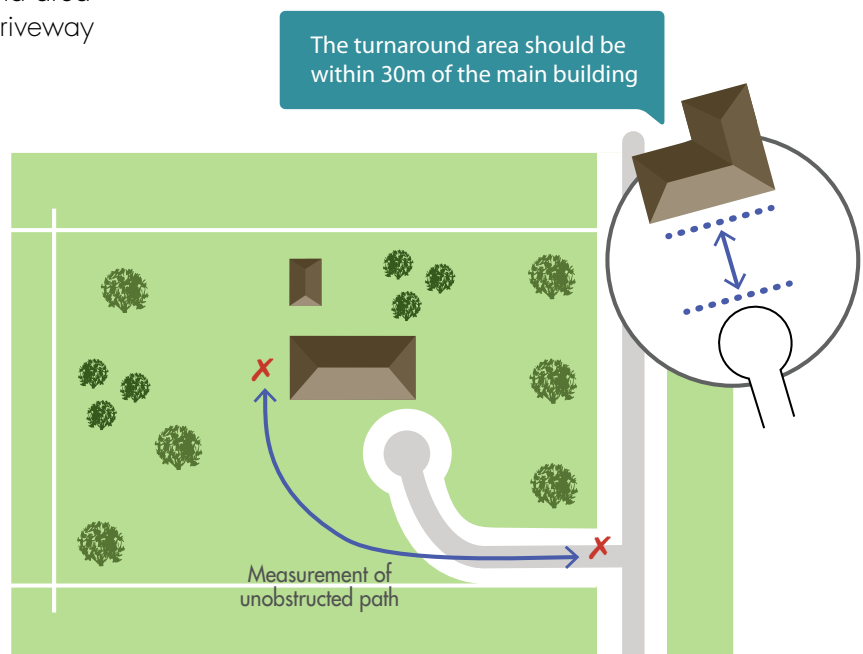 riveway
The turnaround area should be
within 30m of the main building
Measurement of
unobstructed path